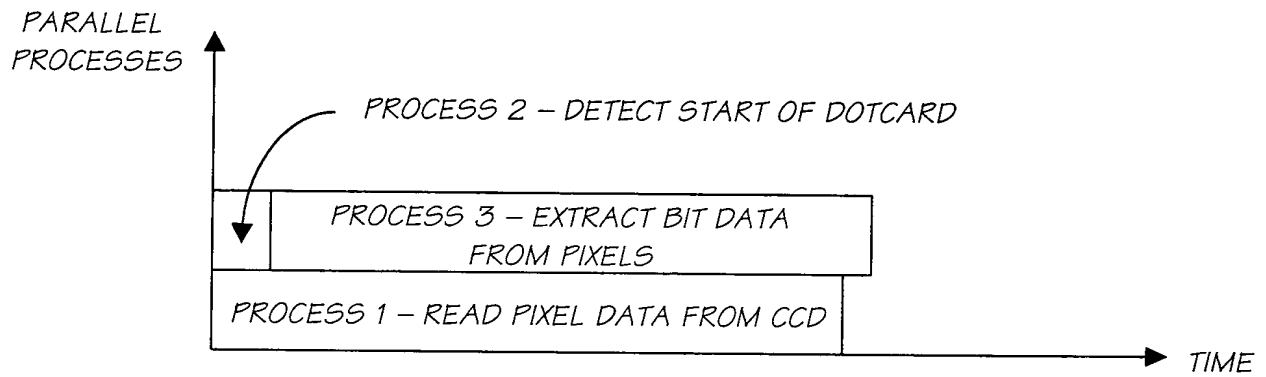 PARALLEL
PROCESSES
PROCESS 2 – DETECT START OF DOTCARD
PROCESS 3 – EXTRACT BIT DATA
FROM PIXELS
PROCESS 1 – READ PIXEL DATA FROM CCD
TIME